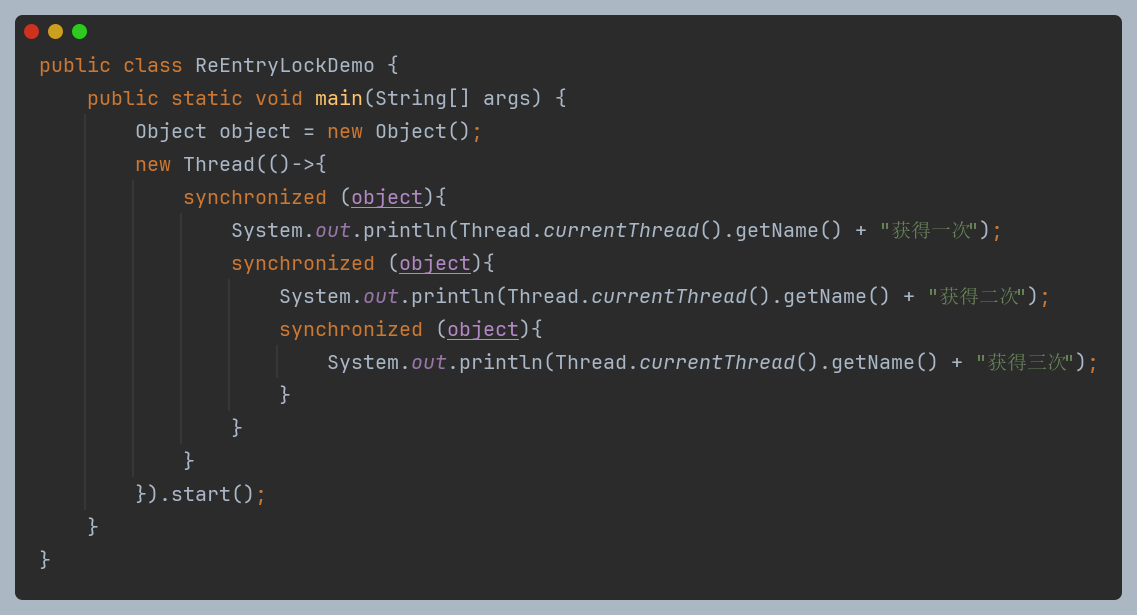 public class ReEntryLockDemo {
    public static void main(String[] args) {
        Object object = new Object();
        new Thread(()->{
            synchronized (object){
                System.out.println(Thread.currentThread().getName() + "获得一次");
                synchronized (object){
                    System.out.println(Thread.currentThread().getName() + "获得二次");
                    synchronized (object){
                        System.out.println(Thread.currentThread().getName() + "获得三次");
                    }
                }
            }
        }).start();
    }
}